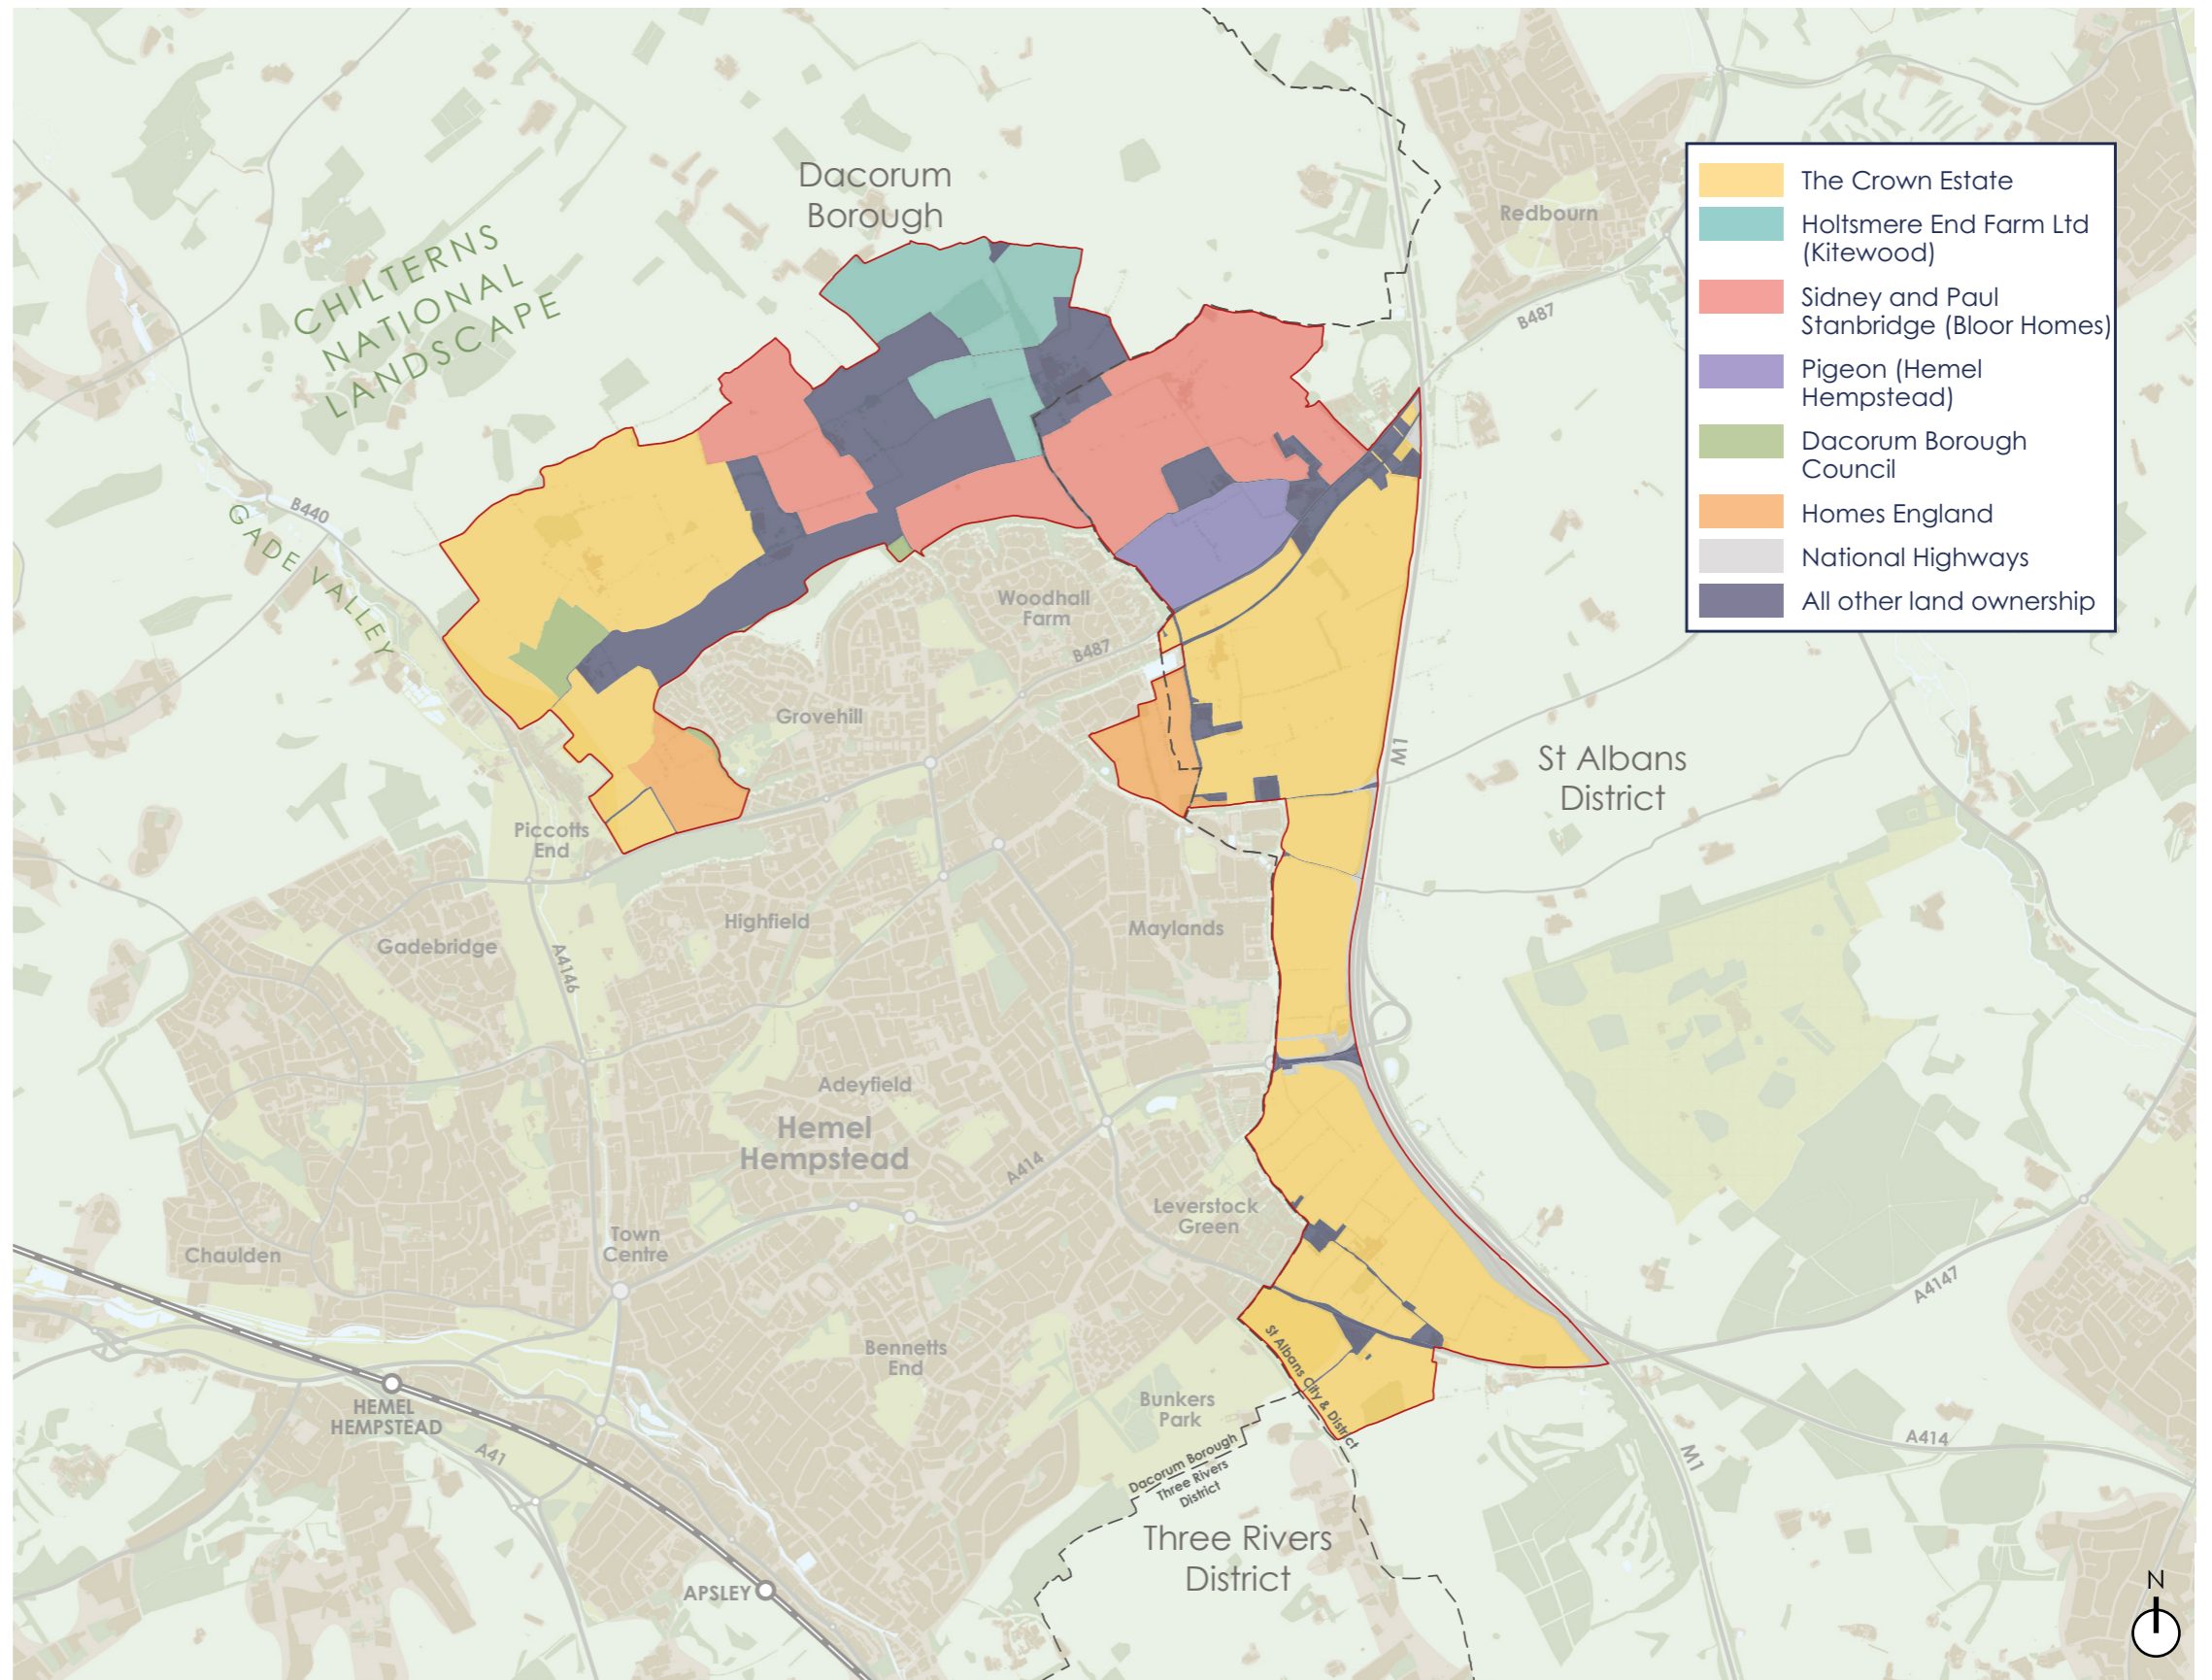 Dacorum
Borough
CHILTERNS
NATIONAL
LANDSCAPE
GADE VALLEY
B440
Redbourn
B487
The Crown Estate
Holtsmere End Farm Ltd
(Kitewood)
Sidney and Paul
Stanbridge (Bloor Homes)
Pigeon (Hemel
Hempstead)
Dacorum Borough
Council
Homes England
National Highways
All other land ownership
Woodhall
Farm
B487
Grovehill
M1
St Albans
District
Piccotts
End
Highfield
Gadebridge
A4146
Maylands
Adeyfield
Hemel
Hempstead
A414
Leverstock
Green
Town
Centre
Chaulden
A4147
Bennetts
End
St Albans City & District
Bunkers
Park
HEMEL
HEMPSTEAD
A41
Dacorum Borough
Three Rivers
District
A414
M1
Three Rivers
District
APSLEY
N